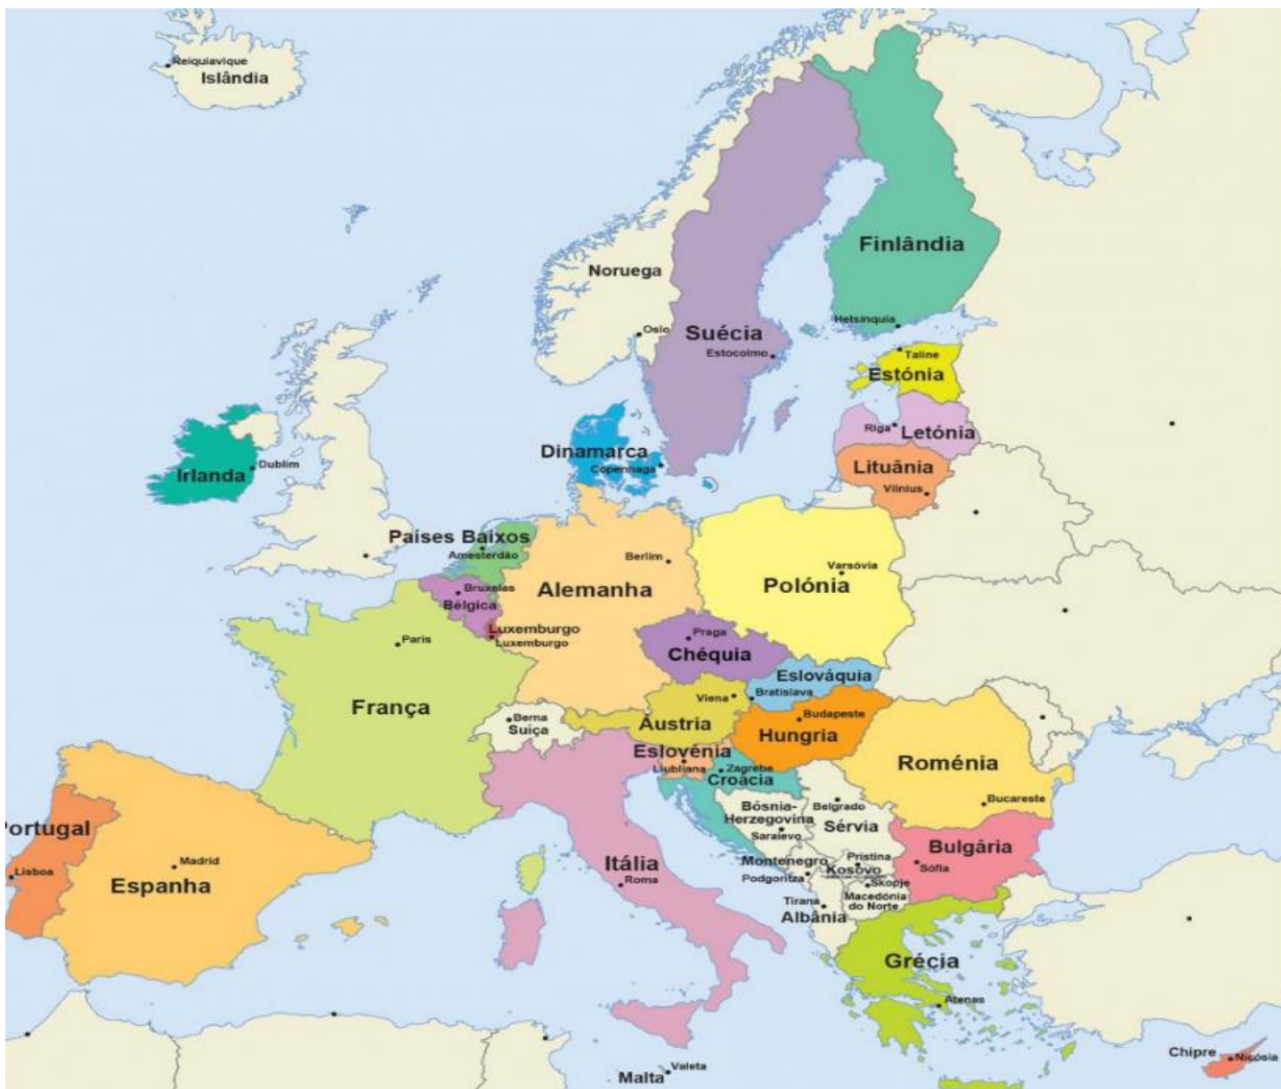 Reiquiavique
Islândia
Finlândia
Noruega
Helsínquia
Oslo
Suécia
Estocolmo
Taline
Estónia
Riga
Letónia
Dinamarca
Copenhaga
Lituânia
Vilnius
Dublim
Irlanda
Países Baixos
Amesterdão
Berlim
Alemanha
Varsóvia
Polónia
Bruxelas
Bélgica
Luxemburgo
Luxemburgo
Paris
Praga
Chéquia
Eslováquia
Bratislava
Viena
Áustria
França
Berna
Suíça
Budapeste
Hungria
Eslovénia
Liubliana
Zagrebe
Croácia
Roménia
Bucareste
Bósnia-
Herzegovina
Saraievo
Belgrado
Sérvia
Portugal
Lisboa
Madrid
Espanha
Itália
Roma
Montenegro
Podgoritza
Pristina
Kosovo
Skopje
Macedónia
do Norte
Bulgária
Sófia
Tirana
Albânia
Grécia
Atenas
Malta
Valeta
Chipre
Nicósia